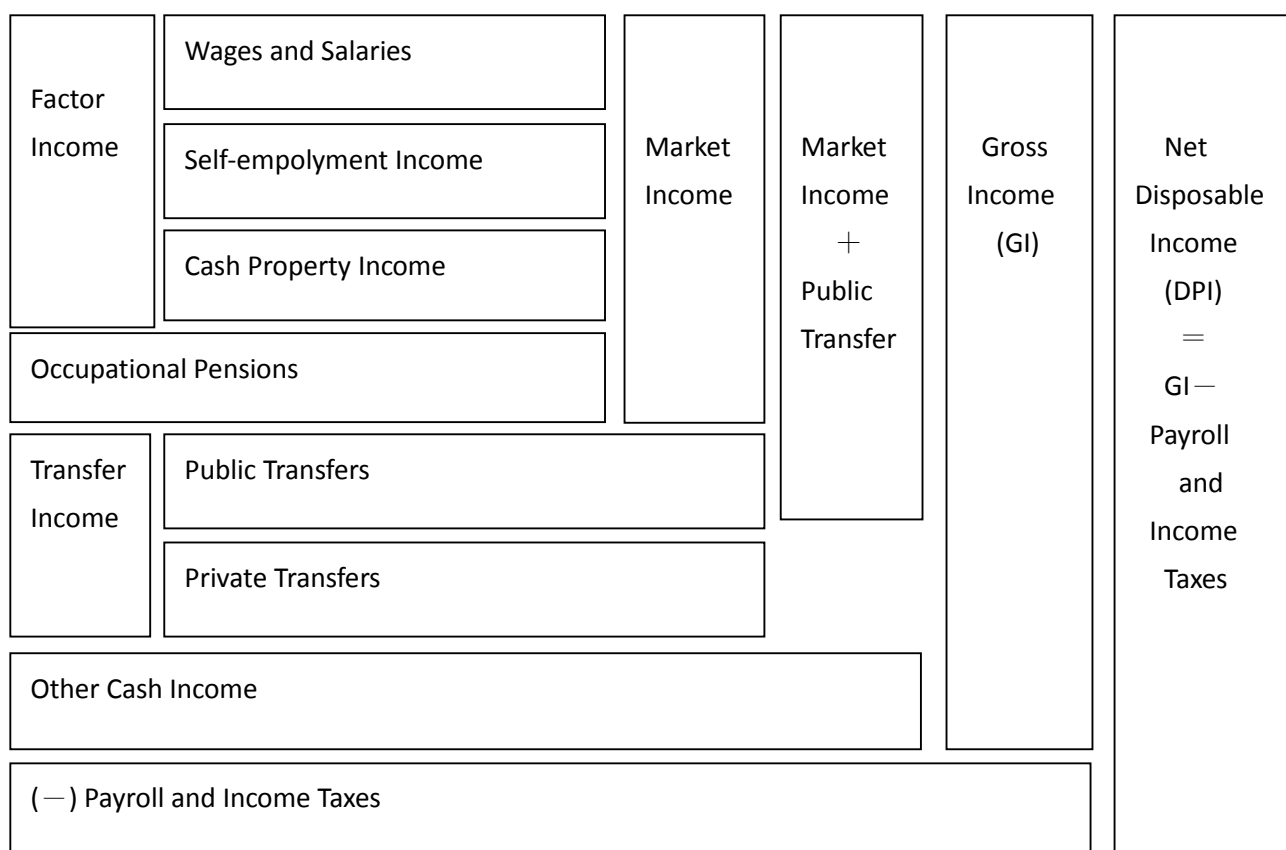 Factor
Income
Wages and Salaries
Self-empolyment Income
Cash Property Income
Occupational Pensions
Transfer
Income
Public Transfers
Private Transfers
Other Cash Income
(－) Payroll and Income Taxes
Market
Income
Market
Income
＋
Public
Transfer
Gross
Income
(GI)
Net
Disposable
Income
(DPI)
＝
GI－
Payroll
and
Income
Taxes